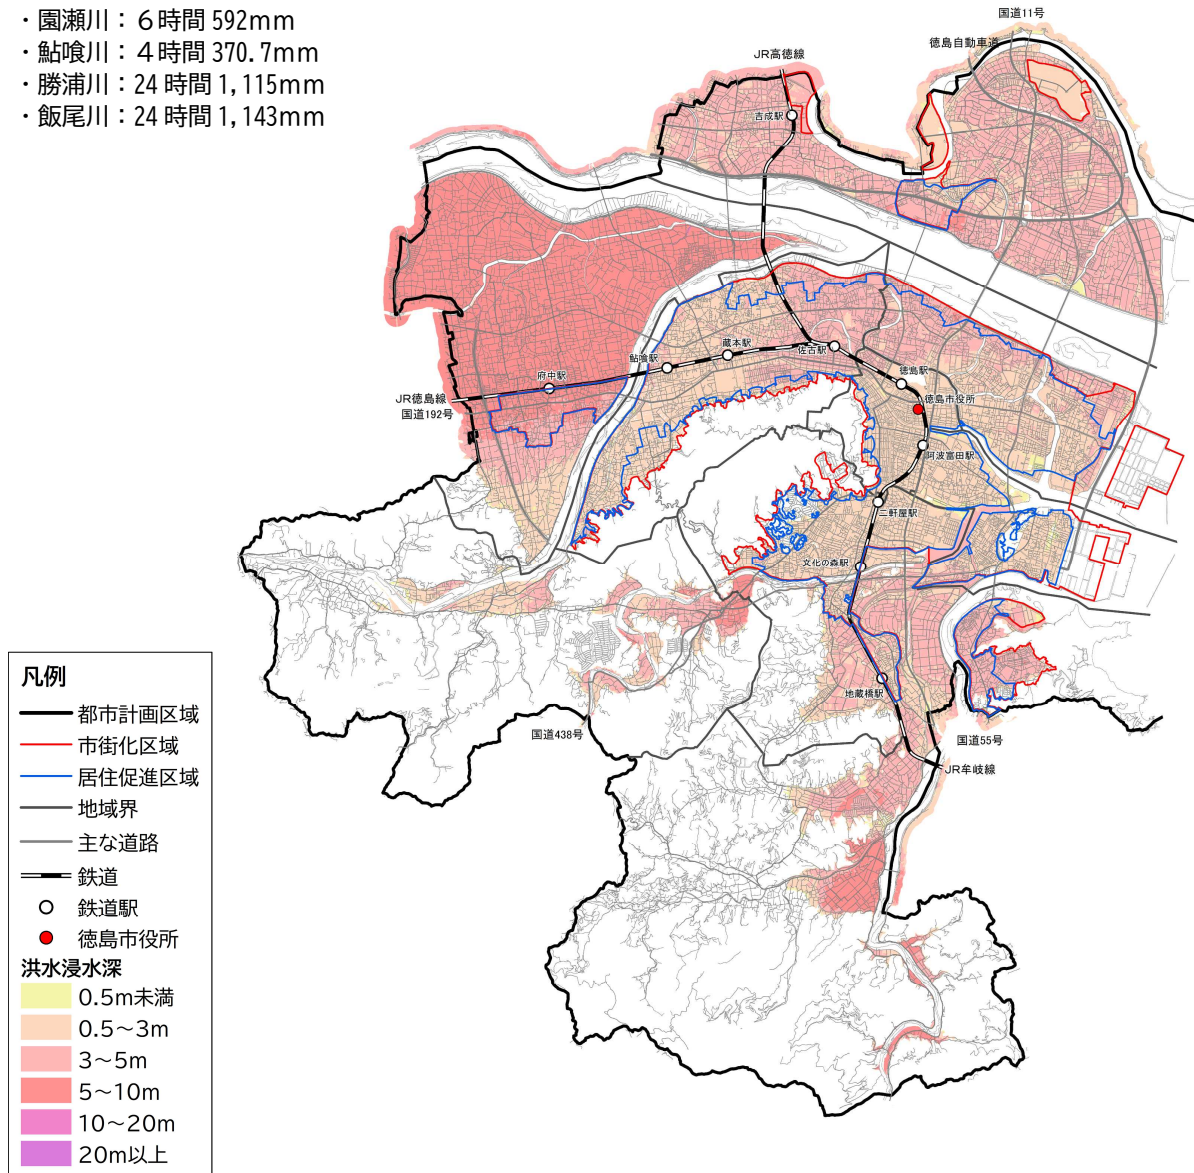 ・園瀬川：６時間 592mm
・鮎喰川：４時間 370.7mm
・勝浦川：24 時間 1,115mm
・飯尾川：24 時間 1,143mm
国道11号
徳島自動車道
JR高徳線
吉成駅
蔵本駅
佐古駅
鮎喰駅
府中駅
徳島駅
JR徳島線
国道192号
徳島市役所
阿波富田駅
二軒屋駅
文化の森駅
地蔵橋駅
国道438号
国道55号
JR牟岐線
凡例
都市計画区域
市街化区域
居住促進区域
地域界
主な道路
鉄道
鉄道駅
徳島市役所
洪水浸水深
0.5m未満
0.5～3m
3～5m
5～10m
10～20m
20m以上